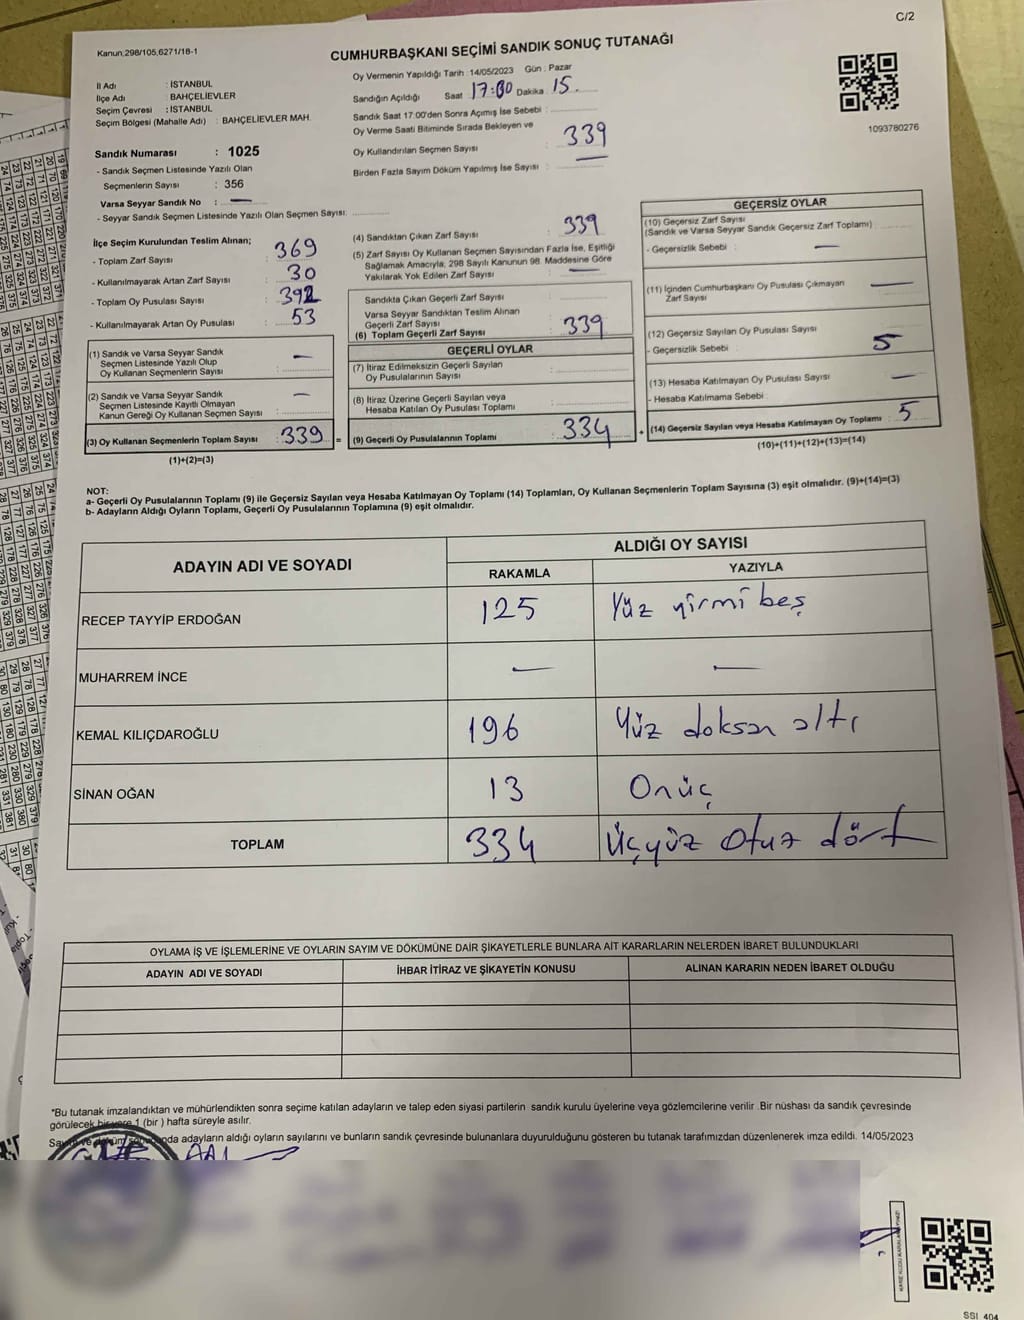 C/2
Kanun:298/105,6271/18-1
CUMHURBAŞKANI SEÇİMİ SANDIK SONUÇ TUTANAĞI
İl Adı : İSTANBUL
İlçe Adı : BAHÇELİEVLER
Seçim Çevresi : İSTANBUL
Seçim Bölgesi (Mahalle Adı) : BAHÇELİEVLER MAH.
Sandık Numarası : 1025
- Sandık Seçmen Listesinde Yazılı Olan
Seçmenlerin Sayısı : 356
Varsa Seyyar Sandık No : —
- Seyyar Sandık Seçmen Listesinde Yazılı Olan Seçmen Sayısı:
Oy Vermenin Yapıldığı Tarih :14/05/2023 Gün : Pazar
Sandığın Açıldığı Saat 17:00 Dakika 15.
Sandık Saat 17:00'den Sonra Açımış İse Sebebi :
Oy Verme Saati Bitiminde Sırada Bekleyen ve
Oy Kullandırılan Seçmen Sayısı : 339
Birden Fazla Sayım Döküm Yapılmış İse Sayısı : —
1093780276
İlçe Seçim Kurulundan Teslim Alınan;
- Toplam Zarf Sayısı : 369
- Kullanılmayarak Artan Zarf Sayısı : 30
- Toplam Oy Pusulası Sayısı : 392
- Kullanılmayarak Artan Oy Pusulası : 53
(1) Sandık ve Varsa Seyyar Sandık
Seçmen Listesinde Yazılı Olup
Oy Kullanan Seçmenlerin Sayısı : —
(2) Sandık ve Varsa Seyyar Sandık
Seçmen Listesinde Kayıtlı Olmayan
Kanun Gereği Oy Kullanan Seçmen Sayısı : —
(3) Oy Kullanan Seçmenlerin Toplam Sayısı : 339 =
(1)+(2)=(3)
(4) Sandıktan Çıkan Zarf Sayısı : 339
(5) Zarf Sayısı Oy Kullanan Seçmen Sayısından Fazla İse, Eşitliği
Sağlamak Amacıyla; 298 Sayılı Kanunun 98. Maddesine Göre
Yakılarak Yok Edilen Zarf Sayısı : —
Sandıkta Çıkan Geçerli Zarf Sayısı :
Varsa Seyyar Sandıktan Teslim Alınan
Geçerli Zarf Sayısı :
(6) Toplam Geçerli Zarf Sayısı : 339
GEÇERLİ OYLAR
(7) İtiraz Edilmeksizin Geçerli Sayılan
Oy Pusulalarının Sayısı :
(8) İtiraz Üzerine Geçerli Sayılan veya
Hesaba Katılan Oy Pusulası Toplamı :
(9) Geçerli Oy Pusulalarının Toplamı : 334 +
GEÇERSİZ OYLAR
(10) Geçersiz Zarf Sayısı
(Sandık ve Varsa Seyyar Sandık Geçersiz Zarf Toplamı)
- Geçersizlik Sebebi : —
(11) İçinden Cumhurbaşkanı Oy Pusulası Çıkmayan
Zarf Sayısı : —
(12) Geçersiz Sayılan Oy Pusulası Sayısı
- Geçersizlik Sebebi : 5
(13) Hesaba Katılmayan Oy Pusulası Sayısı : —
- Hesaba Katılmama Sebebi :
(14) Geçersiz Sayılan veya Hesaba Katılmayan Oy Toplamı : 5
(10)+(11)+(12)+(13)=(14)
NOT:
a- Geçerli Oy Pusulalarının Toplamı (9) ile Geçersiz Sayılan veya Hesaba Katılmayan Oy Toplamı (14) Toplamları, Oy Kullanan Seçmenlerin Toplam Sayısına (3) eşit olmalıdır. (9)+(14)=(3)
b- Adayların Aldığı Oyların Toplamı, Geçerli Oy Pusulalarının Toplamına (9) eşit olmalıdır.
ADAYIN ADI VE SOYADI ALDIĞI OY SAYISI
RAKAMLA YAZIYLA
RECEP TAYYİP ERDOĞAN 125 Yüz yirmi beş
MUHARREM İNCE — —
KEMAL KILIÇDAROĞLU 196 Yüz doksan altı
SİNAN OĞAN 13 Onüç
TOPLAM 334 Üçyüz otuz dört
OYLAMA İŞ VE İŞLEMLERİNE VE OYLARIN SAYIM VE DÖKÜMÜNE DAİR ŞİKAYETLERLE BUNLARA AİT KARARLARIN NELERDEN İBARET BULUNDUKLARI
ADAYIN ADI VE SOYADI İHBAR İTİRAZ VE ŞİKAYETİN KONUSU ALINAN KARARIN NEDEN İBARET OLDUĞU
*Bu tutanak imzalandıktan ve mühürlendikten sonra seçime katılan adayların ve talep eden siyasi partilerin sandık kurulu üyelerine veya gözlemcilerine verilir .Bir nüshası da sandık çevresinde
görülecek bir yere 1 (bir ) hafta süreyle asılır.
adayların aldığı oyların sayılarını ve bunların sandık çevresinde bulunanlara duyurulduğunu gösteren bu tutanak tarafımızdan düzenlenerek imza edildi. 14/05/2023
SSI 404